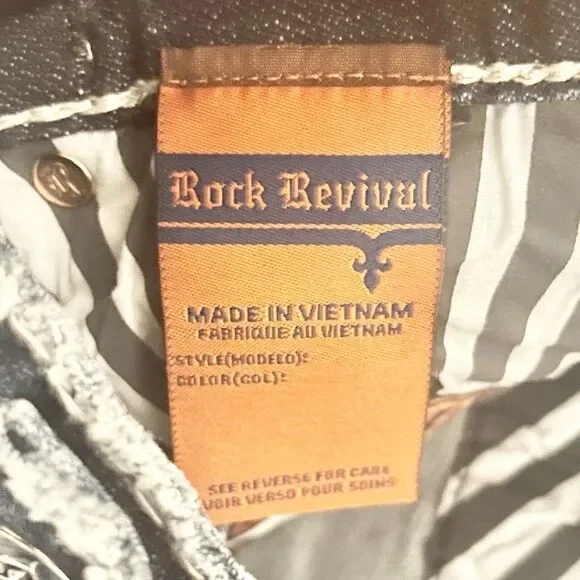 Rock Revival
MADE IN VIETNAM
FABRIQUE AU VIETNAM
STYLE(MODELO):
COLOR(COL):
SEE REVERSE FOR CARE
VOIR VERSO POUR SOINS